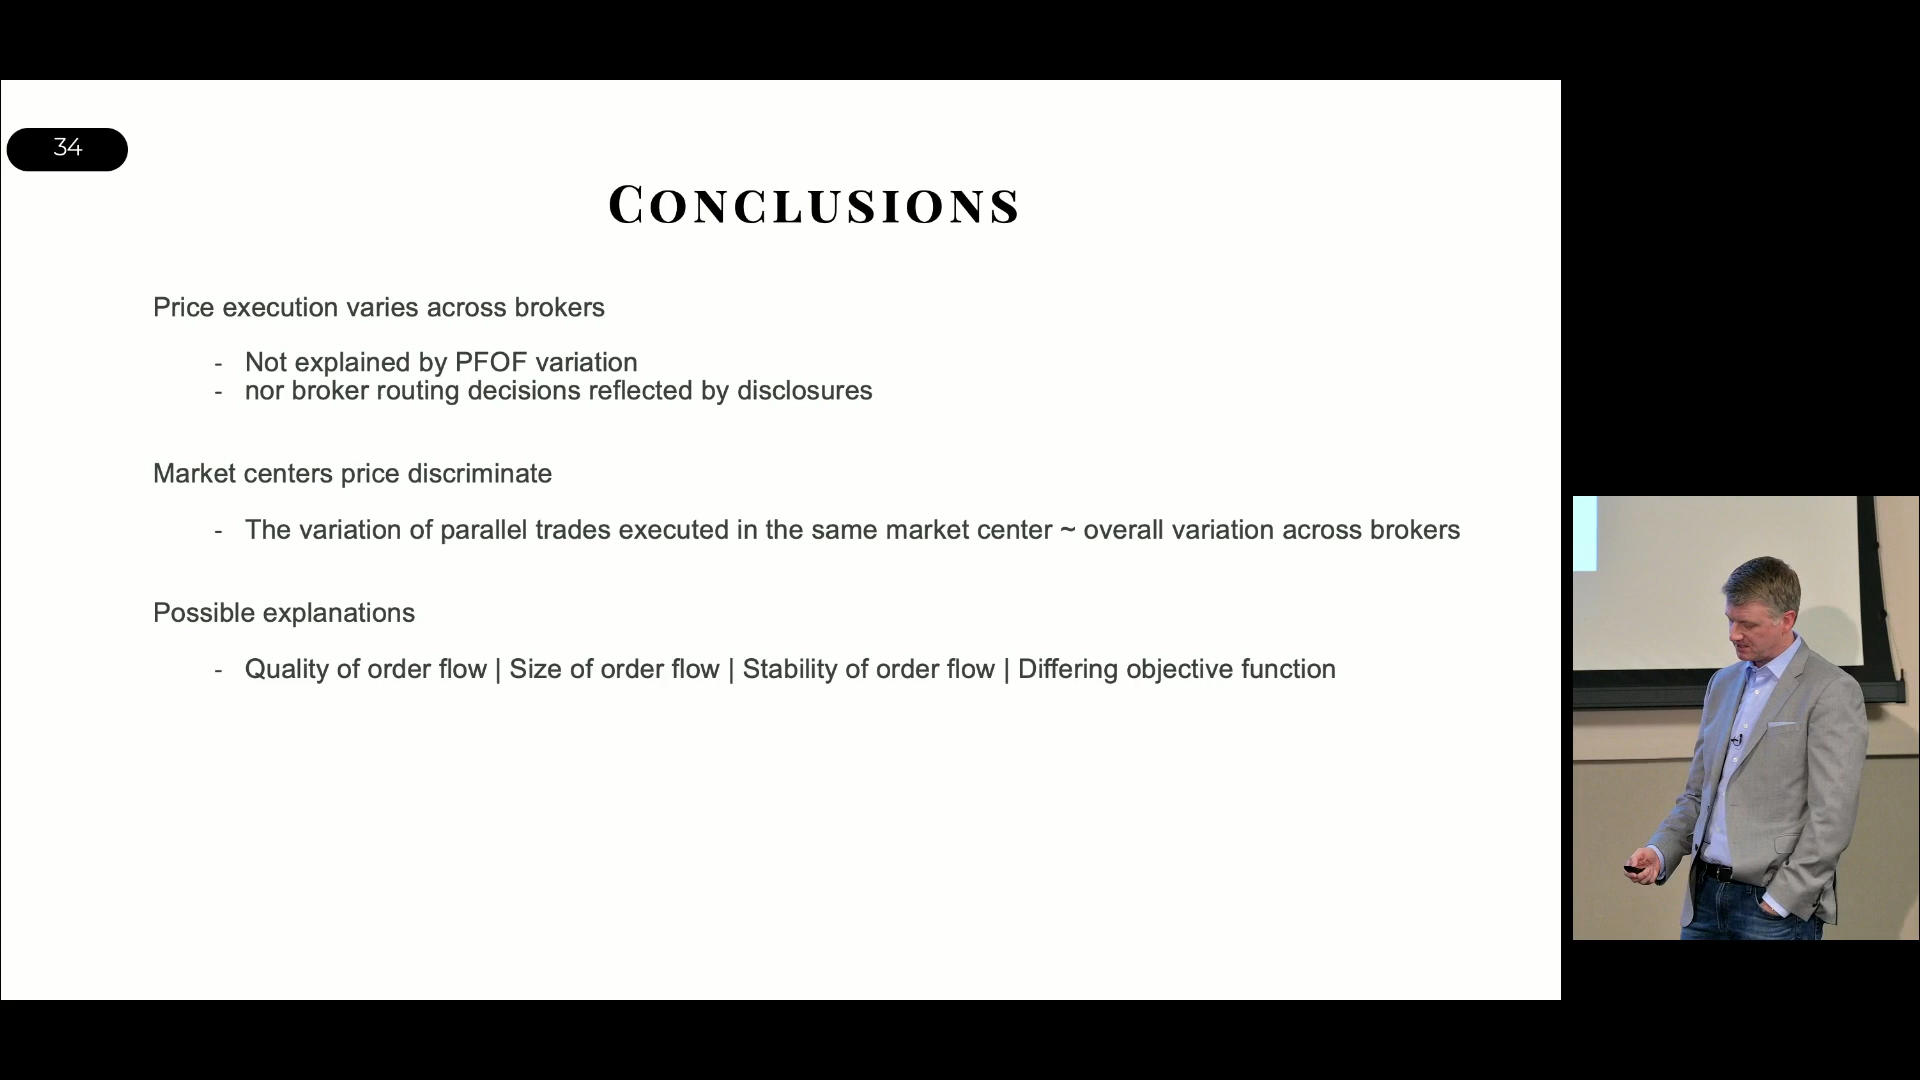 34
Conclusions
Price execution varies across brokers
- Not explained by PFOF variation
- nor broker routing decisions reflected by disclosures
Market centers price discriminate
- The variation of parallel trades executed in the same market center ~ overall variation across brokers
Possible explanations
- Quality of order flow | Size of order flow | Stability of order flow | Differing objective function